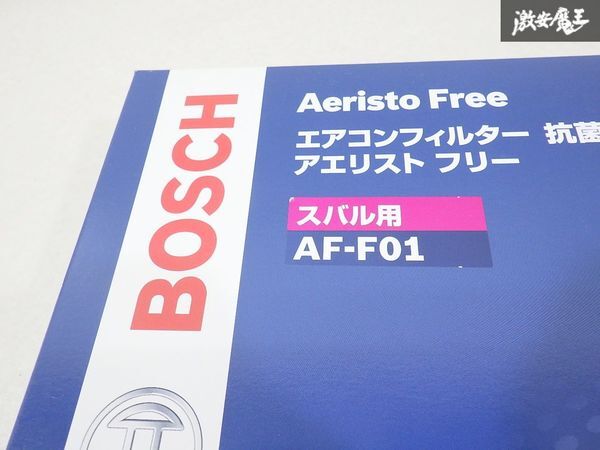 激安魔王
Aeristo Free
エアコンフィルター 抗菌
アエリスト フリー
スバル用
AF-F01
BOSCH